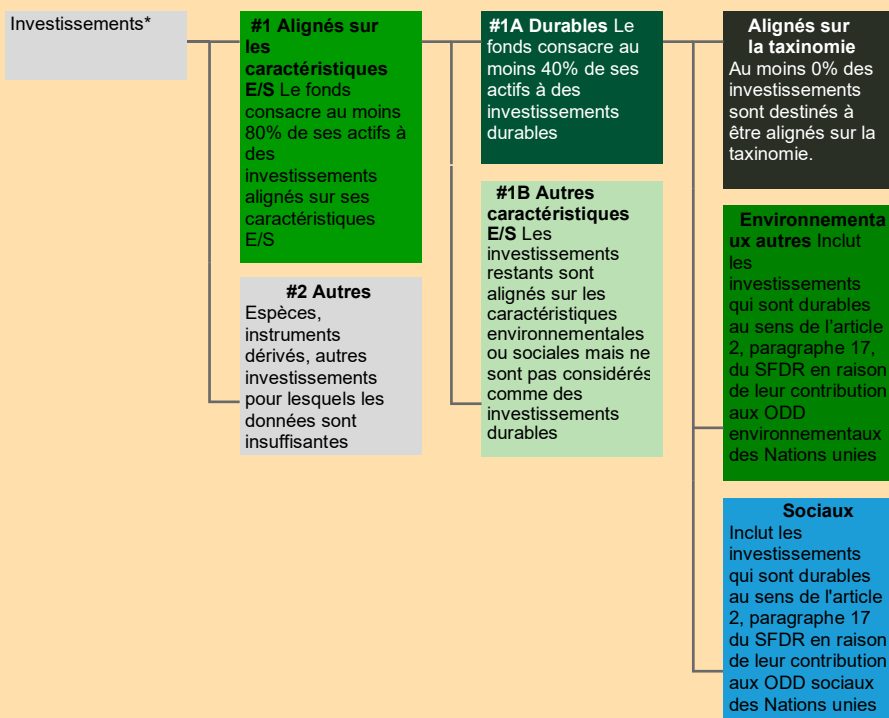 Investissements*
#1 Alignés sur
les
caractéristiques
E/S Le fonds
consacre au moins
80% de ses actifs à
des
investissements
alignés sur ses
caractéristiques
E/S
#2 Autres
Espèces,
instruments
dérivés, autres
investissements
pour lesquels les
données sont
insuffisantes
#1A Durables Le
fonds consacre au
moins 40% de ses
actifs à des
investissements
durables
#1B Autres
caractéristiques
E/S Les
investissements
restants sont
alignés sur les
caractéristiques
environnementales
ou sociales mais ne
sont pas considérés
comme des
investissements
durables
Alignés sur
la taxinomie
Au moins 0% des
investissements
sont destinés à
être alignés sur la
taxinomie.
Environnementa
ux autres Inclut
les
investissements
qui sont durables
au sens de l’article
2, paragraphe 17,
du SFDR en raison
de leur contribution
aux ODD
environnementaux
des Nations unies
Sociaux
Inclut les
investissements
qui sont durables
au sens de l'article
2, paragraphe 17
du SFDR en raison
de leur contribution
aux ODD sociaux
des Nations unies